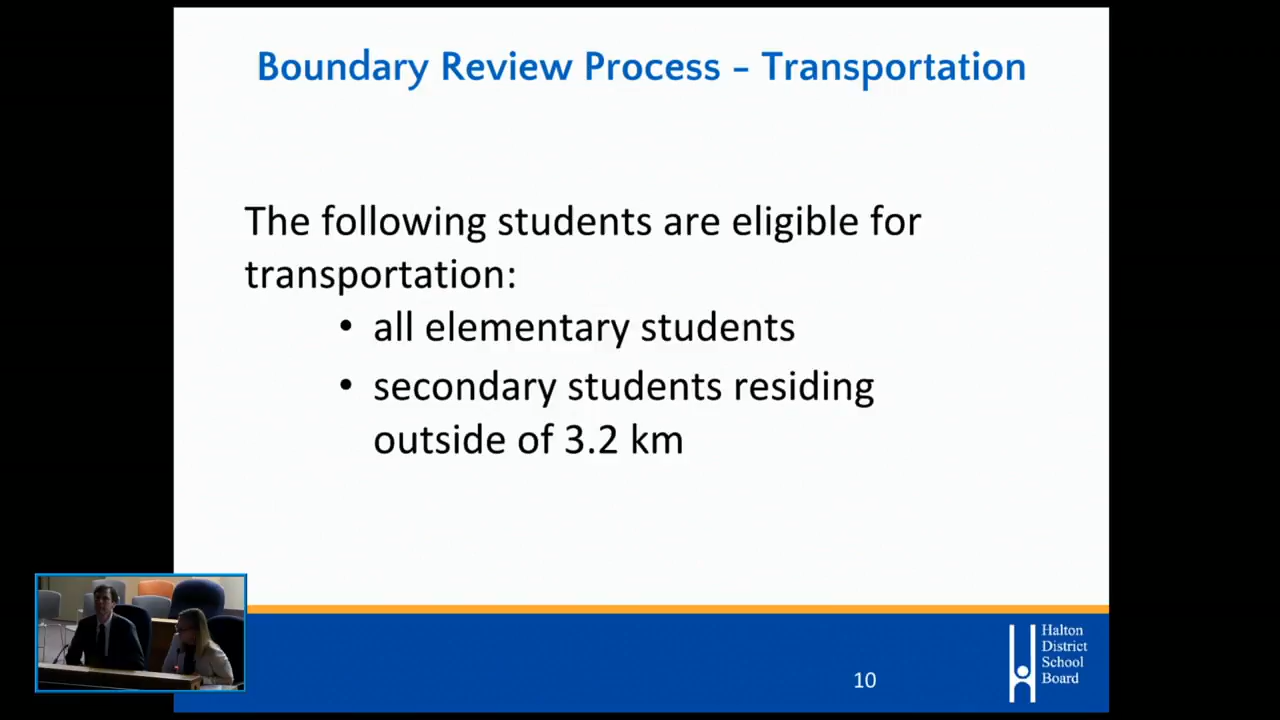 Boundary Review Process – Transportation
The following students are eligible for
transportation:
• all elementary students
• secondary students residing
outside of 3.2 km
10
Halton
District
School
Board